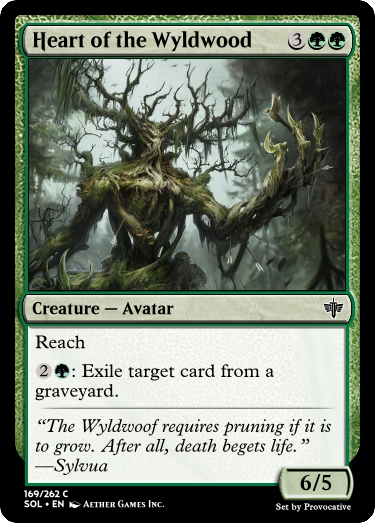 Heart of the Wyldwood 3
Creature — Avatar
Reach
2 : Exile target card from a
graveyard.
“The Wyldwoof requires pruning if it is
to grow. After all, death begets life.”
—Sylvua
6/5
169/262 C
SOL • EN Aether Games Inc.
Set by Provocative